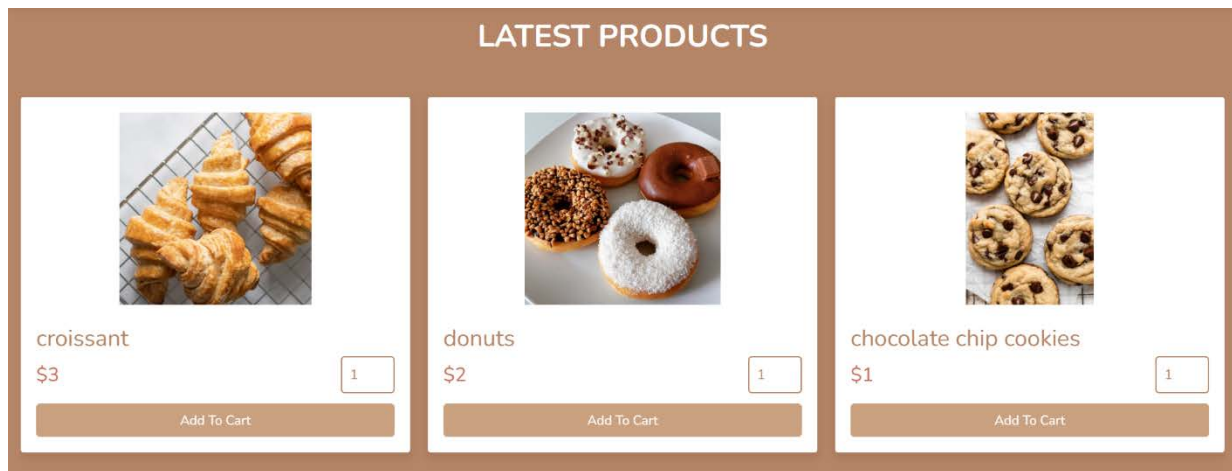 LATEST PRODUCTS
croissant
$3
1
Add To Cart
donuts
$2
1
Add To Cart
chocolate chip cookies
$1
1
Add To Cart